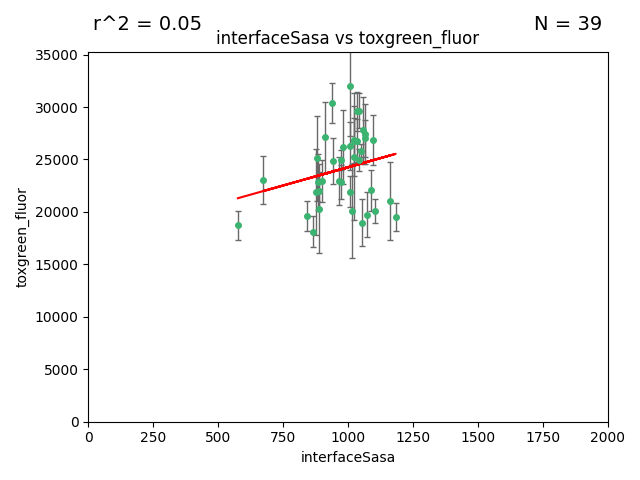 r^2 = 0.05
N = 39
interfaceSasa vs toxgreen_fluor
toxgreen_fluor
35000
30000
25000
20000
15000
10000
5000
0
0 250 500 750 1000 1250 1500 1750 2000
interfaceSasa